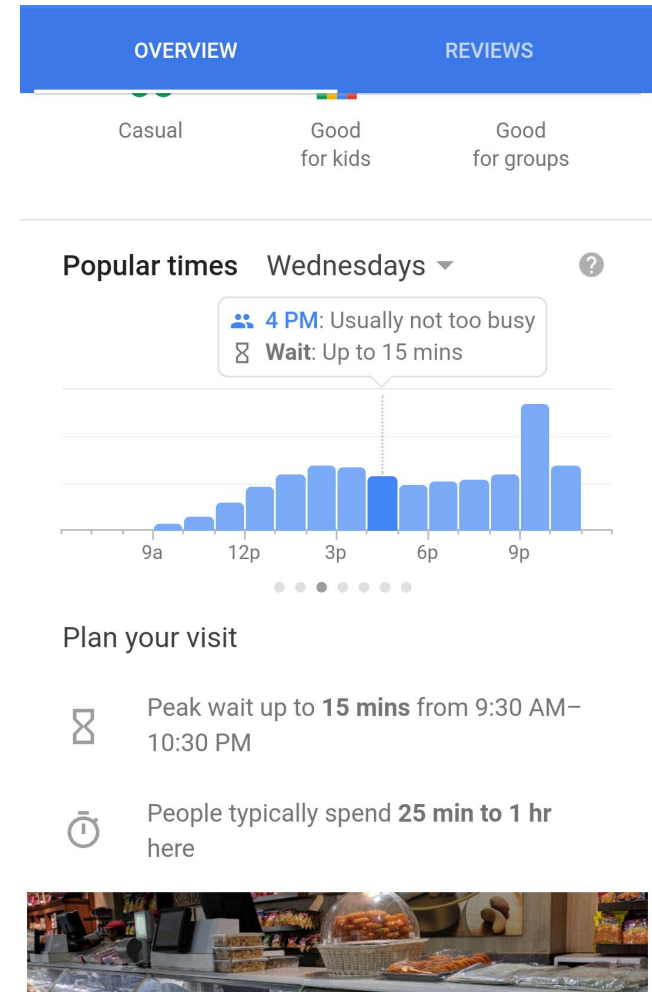 OVERVIEW REVIEWS
Casual Good Good
for kids for groups
Popular times Wednesdays ?
4 PM: Usually not too busy
Wait: Up to 15 mins
9a 12p 3p 6p 9p
Plan your visit
Peak wait up to 15 mins from 9:30 AM–
10:30 PM
People typically spend 25 min to 1 hr
here